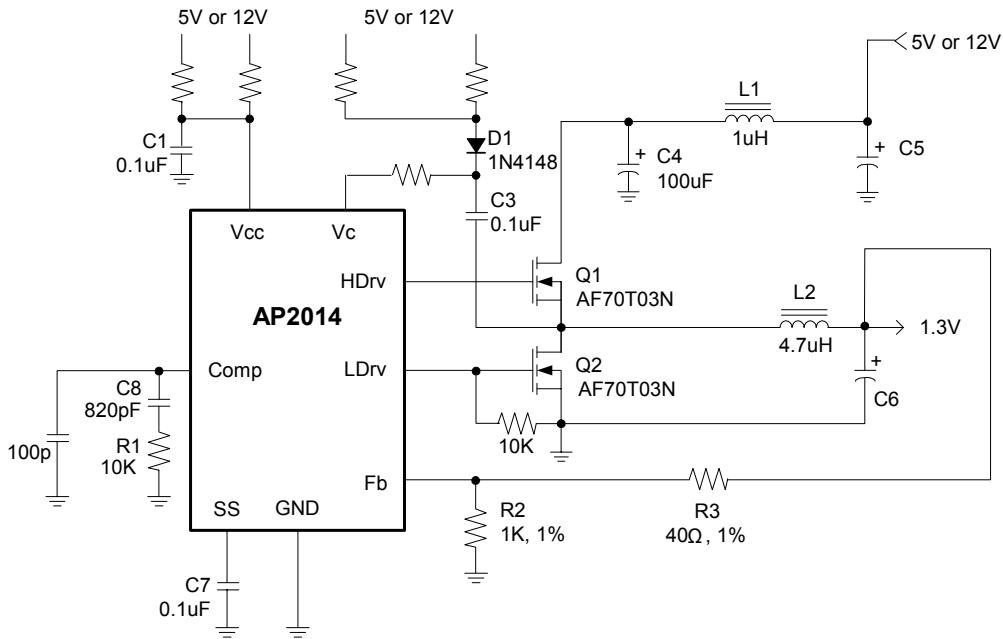 5V or 12V
5V or 12V
5V or 12V
L1
1uH
C1
0.1uF
D1
1N4148
C4
100uF
C5
C3
0.1uF
Vcc
Vc
HDrv
Q1
AF70T03N
AP2014
L2
4.7uH
1.3V
Comp
LDrv
Q2
AF70T03N
C6
C8
820pF
100p
R1
10K
10K
Fb
SS
GND
R2
1K, 1%
R3
40Ω, 1%
C7
0.1uF